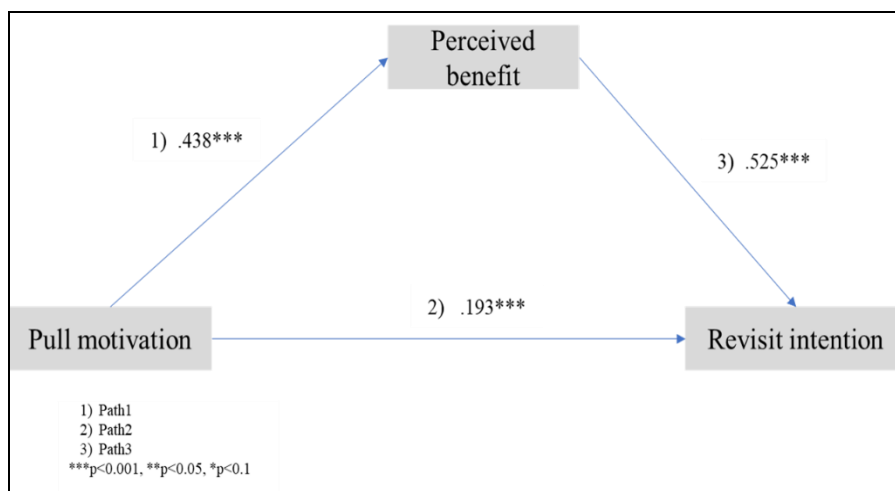 Perceived
benefit
1) .438***
3) .525***
2) .193***
Pull motivation
Revisit intention
1) Path1
2) Path2
3) Path3
***p<0.001, **p<0.05, *p<0.1